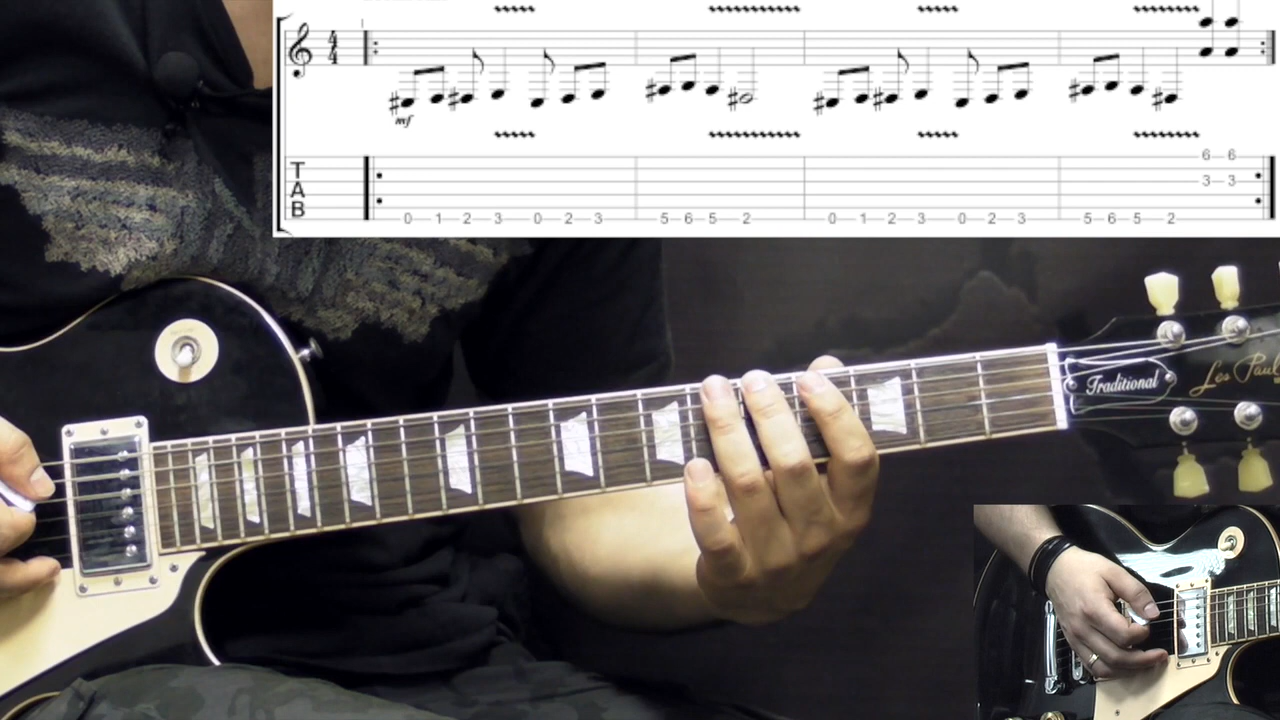 4
4
mf
6 6
T
3 3
A
B
0 1 2 3 0 2 3 5 6 5 2 0 1 2 3 0 2 3 5 6 5 2
Traditional
Les Paul